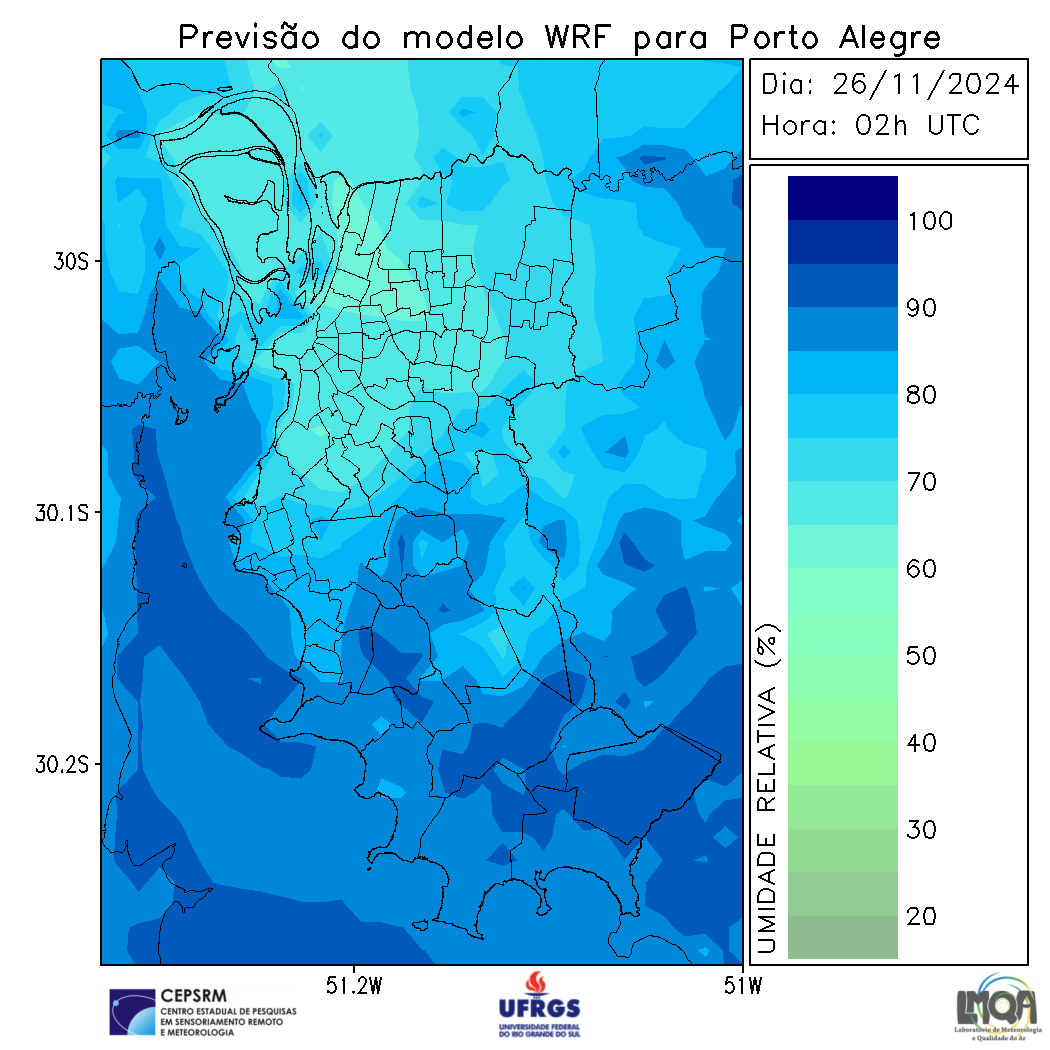 Previsão do modelo WRF para Porto Alegre
Dia: 26/11/2024
Hora: 02h UTC
30S
30.1S
30.2S
51.2W
51W
100
90
80
70
60
50
40
30
20
UMIDADE RELATIVA (%)
CEPSRM
CENTRO ESTADUAL DE PESQUISAS
EM SENSORIAMENTO REMOTO
E METEOROLOGIA
UFRGS
UNIVERSIDADE FEDERAL
DO RIO GRANDE DO SUL
LMQA
Laboratório de Meteorologia
e Qualidade do Ar